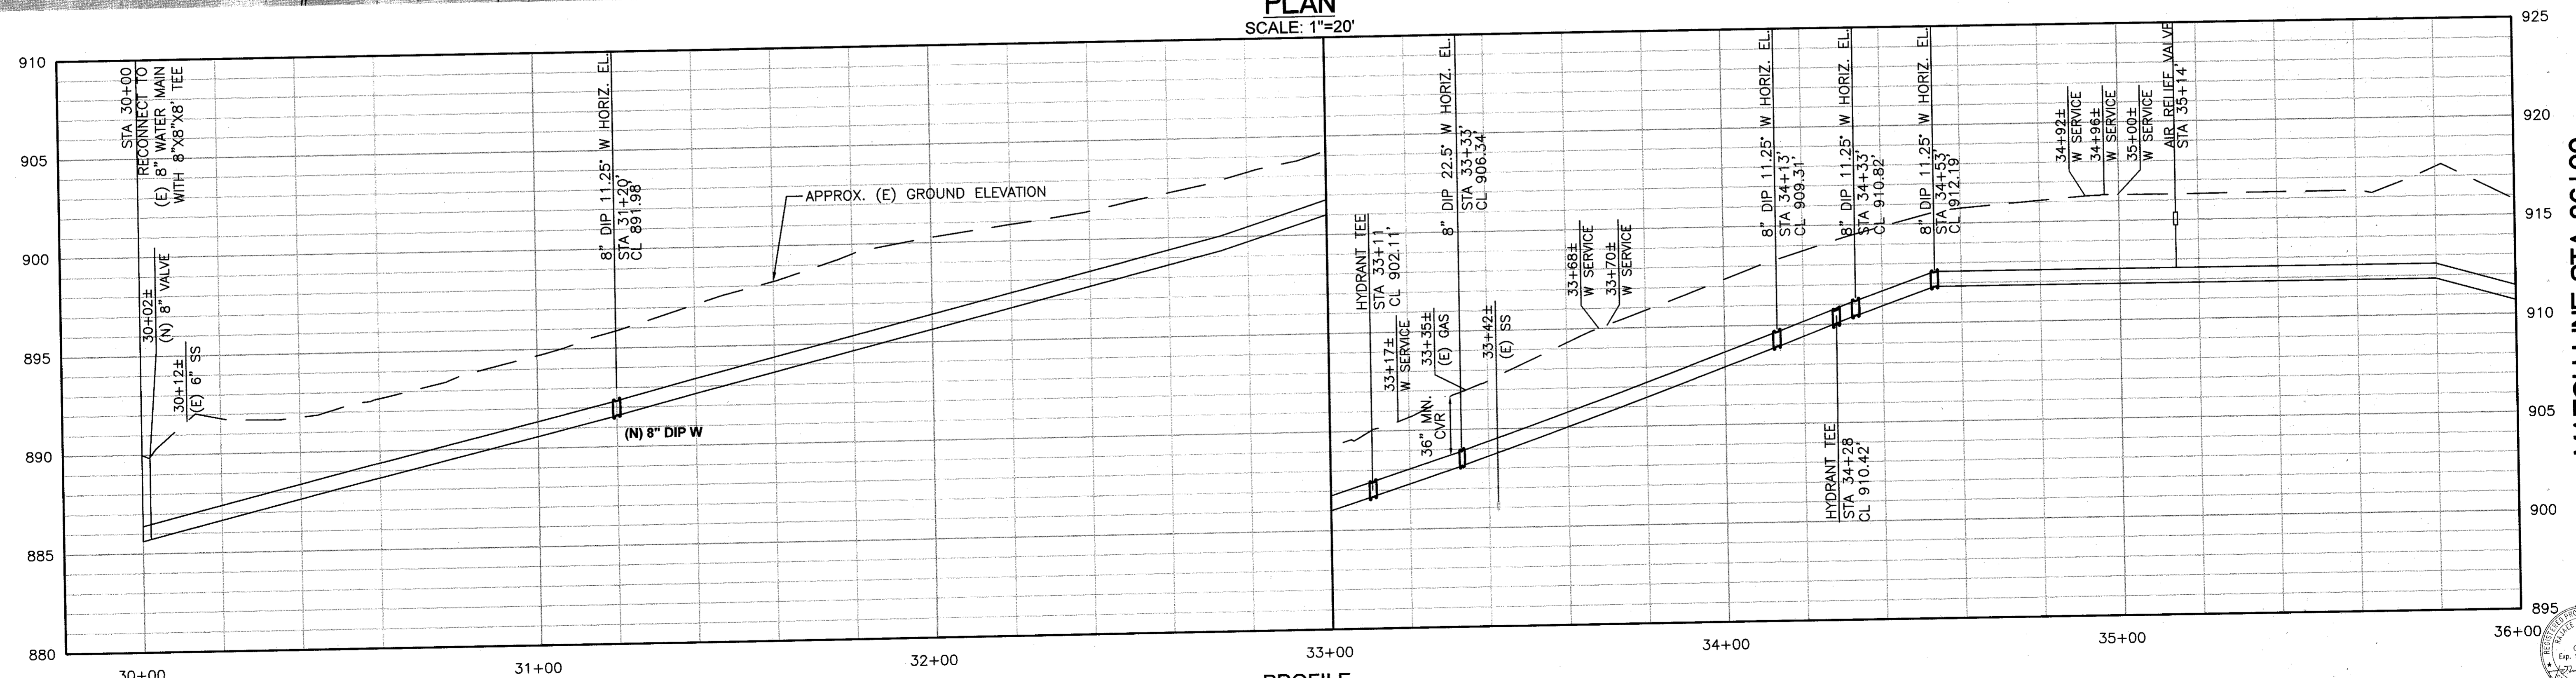 PLAN
SCALE: 1"=20'
910
905
900
895
890
885
880
STA 30+00
RECONNECT TO
(E) 8" WATER MAIN
WITH 8"X8"X8' TEE
30+02±
(N) 8" VALVE
30+12±
(E) 6" SS
8" DIP 11.25° W HORIZ. EL.
STA 31+20'
CL 891.98'
(N) 8" DIP W
APPROX. (E) GROUND ELEVATION
HYDRANT TEE
STA 33+11'
CL 902.11'
33+17±
W SERVICE
36" MIN.
CVR
33+35±
(E) GAS
8" DIP 22.5° W HORIZ. EL.
STA 33+33'
CL 906.34'
33+42±
(E) SS
33+68±
W SERVICE
33+70±
W SERVICE
8" DIP 11.25° W HORIZ. EL.
STA 34+13'
CL 909.31'
HYDRANT TEE
STA 34+28
CL 910.42'
8" DIP 11.25° W HORIZ. EL.
STA 34+33'
CL 910.82'
8" DIP 11.25° W HORIZ. EL.
STA 34+53'
CL 912.19'
34+92±
W SERVICE
34+96±
W SERVICE
35+00±
W SERVICE
AIR RELIEF VALVE
STA 35+14'
925
920
915
910
905
900
895
30+00
31+00
32+00
33+00
34+00
35+00
36+00
PROFILE